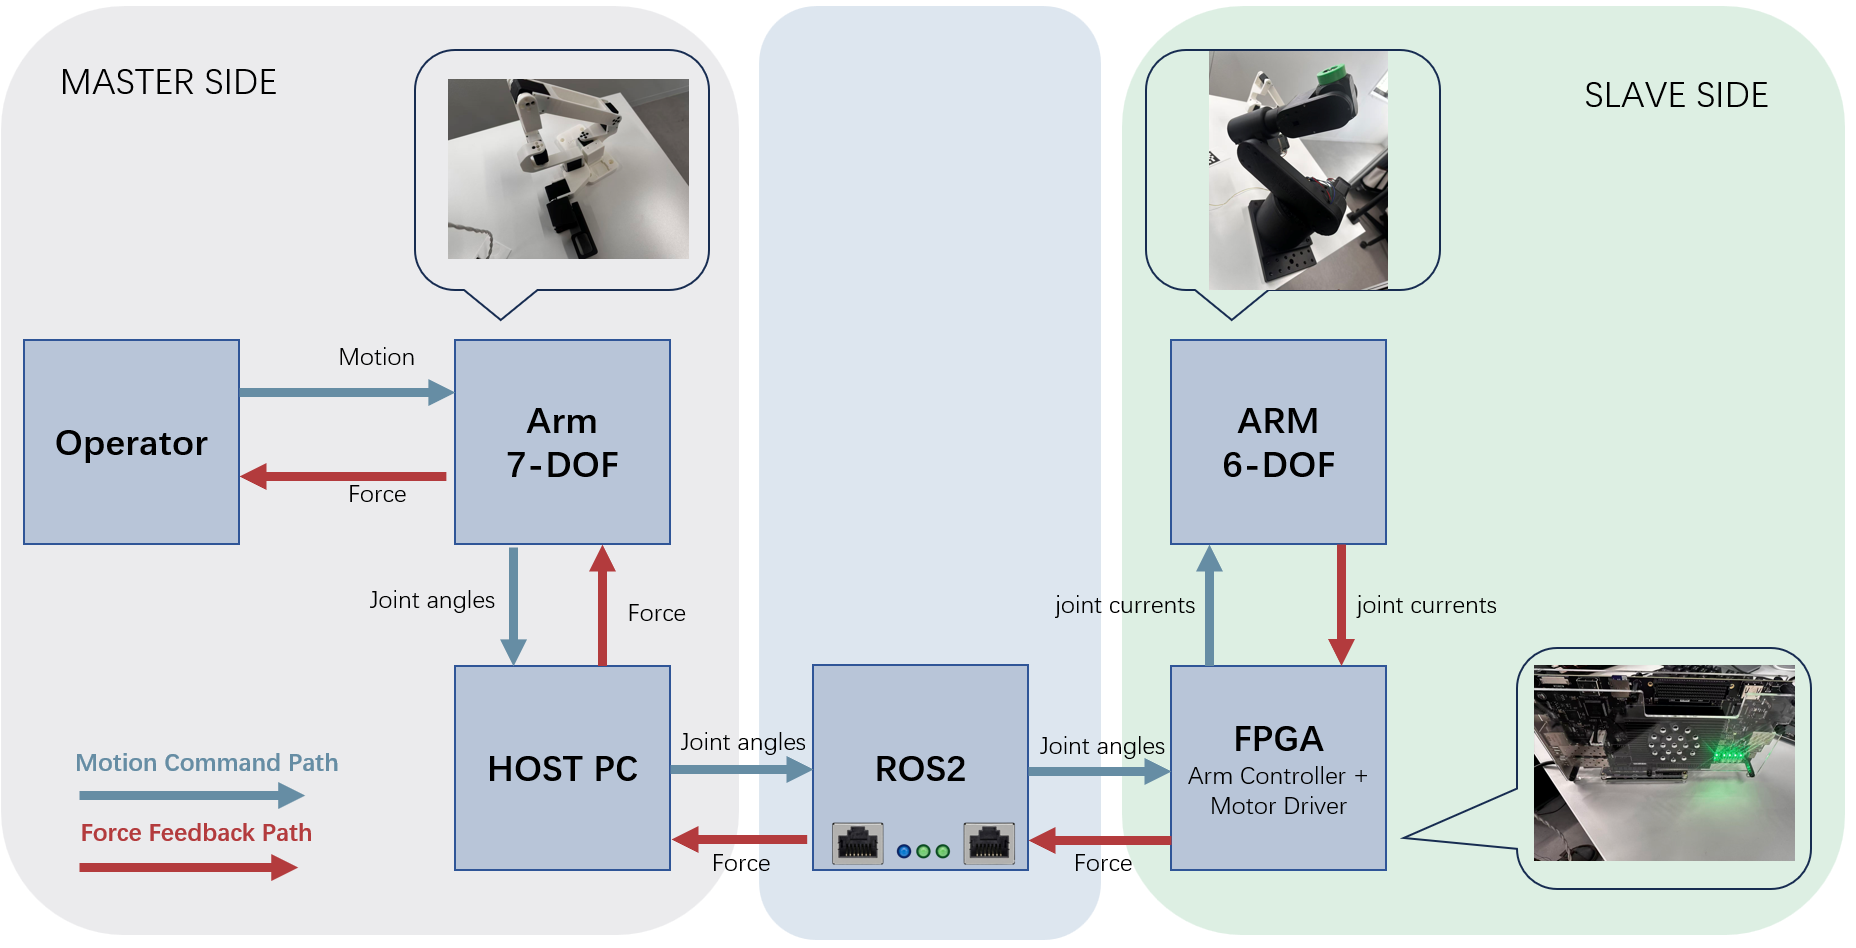 MASTER SIDE
SLAVE SIDE
Motion
Operator
Force
Arm
7-DOF
ARM
6-DOF
Joint angles
Force
joint currents
joint currents
HOST PC
Joint angles
Force
ROS2
Joint angles
Force
FPGA
Arm Controller +
Motor Driver
Motion Command Path
Force Feedback Path